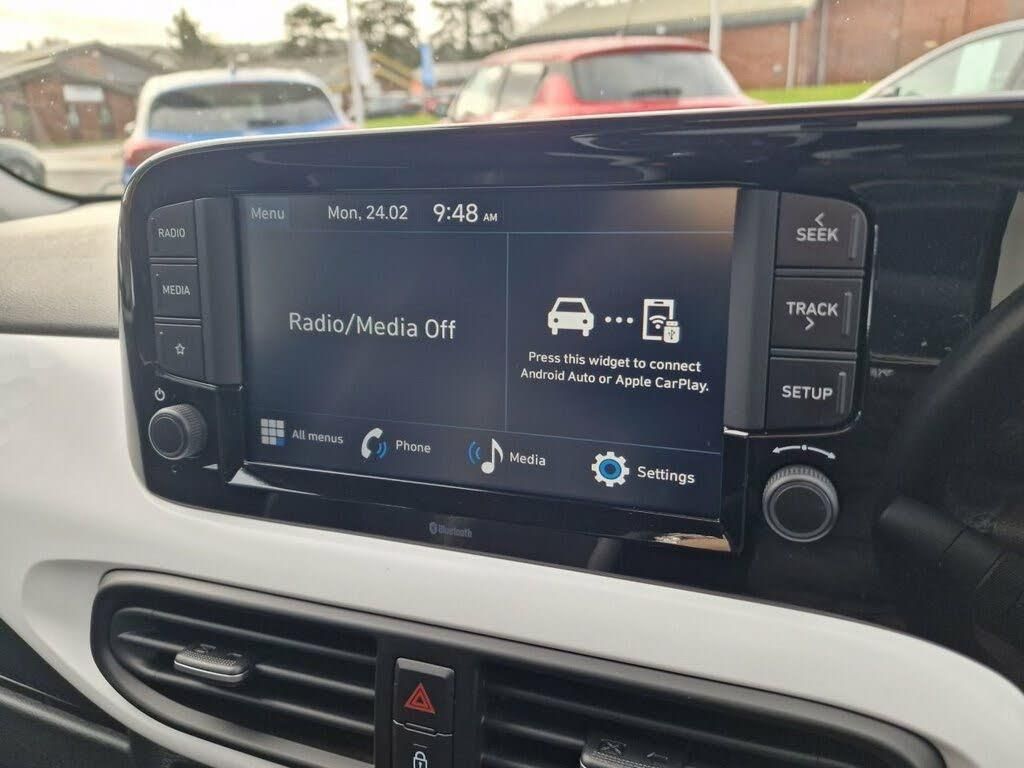 Menu
Mon, 24.02
9:48 AM
RADIO
MEDIA
Radio/Media Off
Press this widget to connect
Android Auto or Apple CarPlay.
SEEK
TRACK
SETUP
All menus
Phone
Media
Settings
Bluetooth